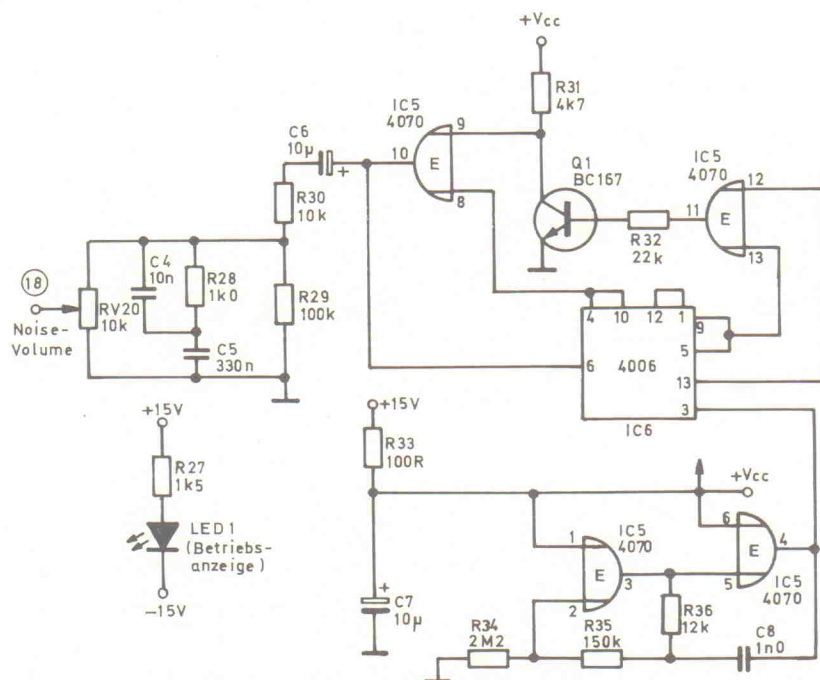 +Vcc
R31
4k7
IC5
4070
9
10
E
8
C6
10µ
+
Q1
BC167
IC5
4070
12
11
E
13
R32
22k
R30
10k
C4
10n
R28
1k0
R29
100k
18
RV20
10k
Noise-
Volume
C5
330n
4
10
12
1
9
5
6
4006
13
3
IC6
+15V
R27
1k5
LED1
(Betriebs-
anzeige)
−15V
+15V
R33
100R
+Vcc
1
IC5
4070
E
3
2
6
E
4
5
IC5
4070
+
C7
10µ
R34
2M2
R35
150k
R36
12k
C8
1n0